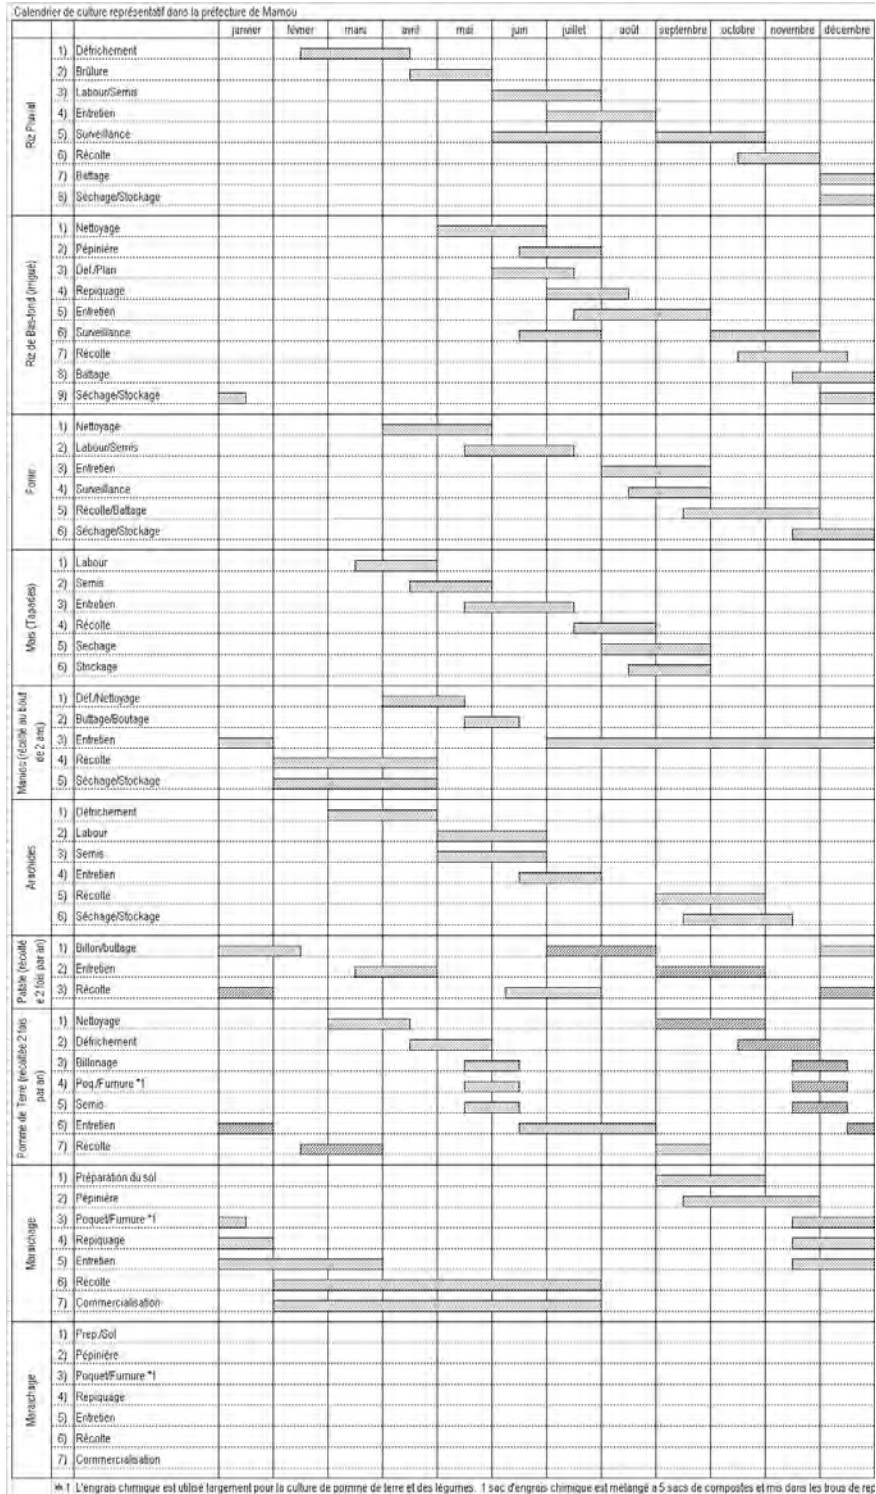 Calendrier de culture représentatif dans la préfecture de Mamou
janvier février mars avril mai juin juillet août septembre octobre novembre décembre
Riz Pluvial
1) Défrichement
2) Brûlure
3) Labour/Semis
4) Entretien
5) Surveillance
6) Récolte
7) Battage
8) Séchage/Stockage
Riz de Bas-fond (irrigué)
1) Nettoyage
2) Pépinière
3) Def./Plan
4) Repiquage
5) Entretien
6) Surveillance
7) Récolte
8) Battage
9) Séchage/Stockage
Fonio
1) Nettoyage
2) Labour/Semis
3) Entretien
4) Surveillance
5) Récolte/Battage
6) Séchage/Stockage
Maïs (Tapades)
1) Labour
2) Semis
3) Entretien
4) Récolte
5) Sechage
6) Stockage
Manioc (récolté au bout
de 2 ans)
1) Déf./Nettoyage
2) Buttage/Boutage
3) Entretien
4) Récolte
5) Séchage/Stockage
Arachides
1) Défrichement
2) Labour
3) Semis
4) Entretien
5) Récolte
6) Séchage/Stockage
Patate (récolté
e 2 fois par an)
1) Billon/buttage
2) Entretien
3) Récolte
Pomme de Terre (récoltée 2 fois
par an)
1) Nettoyage
2) Défrichement
3) Billonage
4) Poq./Fumure *1
5) Semis
6) Entretien
7) Récolte
Maraichage
1) Préparation du sol
2) Pépinière
3) Poquet/Fumure *1
4) Repiquage
5) Entretien
6) Récolte
7) Commercialisation
Maraichage
1) Prep./Sol
2) Pépinière
3) Poquet/Fumure *1
4) Repiquage
5) Entretien
6) Récolte
7) Commercialisation
※1 L'engrais chimique est utilisé largement pour la culture de pomme de terre et des légumes. 1 sac d'engrais chimique est mélangé à 5 sacs de compostes et mis dans les trous de rep